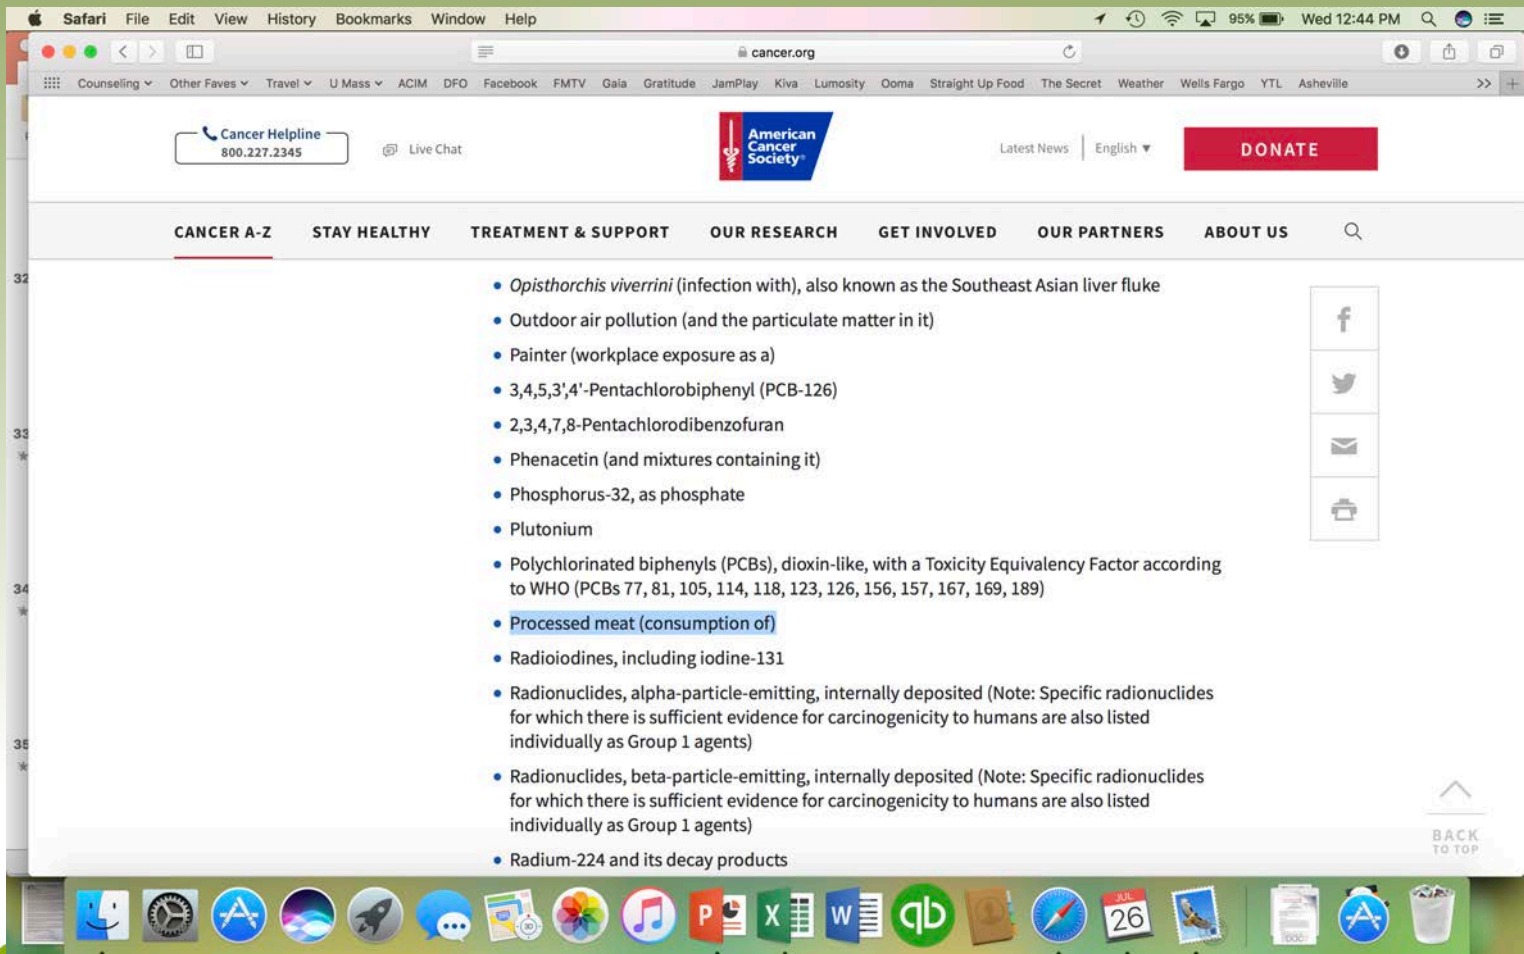 Safari File Edit View History Bookmarks Window Help 95% Wed 12:44 PM
cancer.org
Counseling Other Faves Travel U Mass ACIM DFO Facebook FMTV Gaia Gratitude JamPlay Kiva Lumosity Ooma Straight Up Food The Secret Weather Wells Fargo YTL Asheville >> +
Cancer Helpline
800.227.2345
Live Chat
American
Cancer
Society®
Latest News English ▼
DONATE
CANCER A-Z STAY HEALTHY TREATMENT & SUPPORT OUR RESEARCH GET INVOLVED OUR PARTNERS ABOUT US
32
33
34
35
• Opisthorchis viverrini (infection with), also known as the Southeast Asian liver fluke
• Outdoor air pollution (and the particulate matter in it)
• Painter (workplace exposure as a)
• 3,4,5,3',4'-Pentachlorobiphenyl (PCB-126)
• 2,3,4,7,8-Pentachlorodibenzofuran
• Phenacetin (and mixtures containing it)
• Phosphorus-32, as phosphate
• Plutonium
• Polychlorinated biphenyls (PCBs), dioxin-like, with a Toxicity Equivalency Factor according
to WHO (PCBs 77, 81, 105, 114, 118, 123, 126, 156, 157, 167, 169, 189)
• Processed meat (consumption of)
• Radioiodines, including iodine-131
• Radionuclides, alpha-particle-emitting, internally deposited (Note: Specific radionuclides
for which there is sufficient evidence for carcinogenicity to humans are also listed
individually as Group 1 agents)
• Radionuclides, beta-particle-emitting, internally deposited (Note: Specific radionuclides
for which there is sufficient evidence for carcinogenicity to humans are also listed
individually as Group 1 agents)
• Radium-224 and its decay products
BACK
TO TOP
P X W qb JUL
26